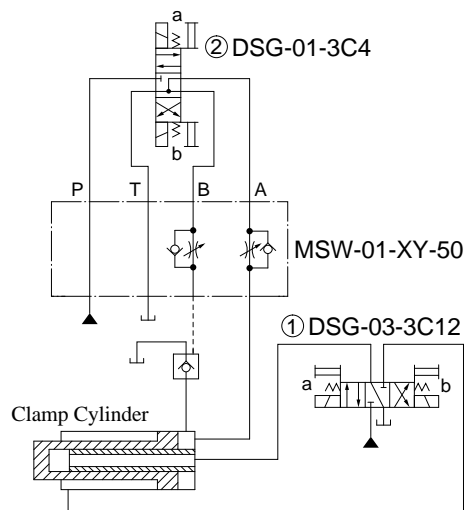 a
② DSG-01-3C4
b
P T B A
MSW-01-XY-50
① DSG-03-3C12
a b
Clamp Cylinder